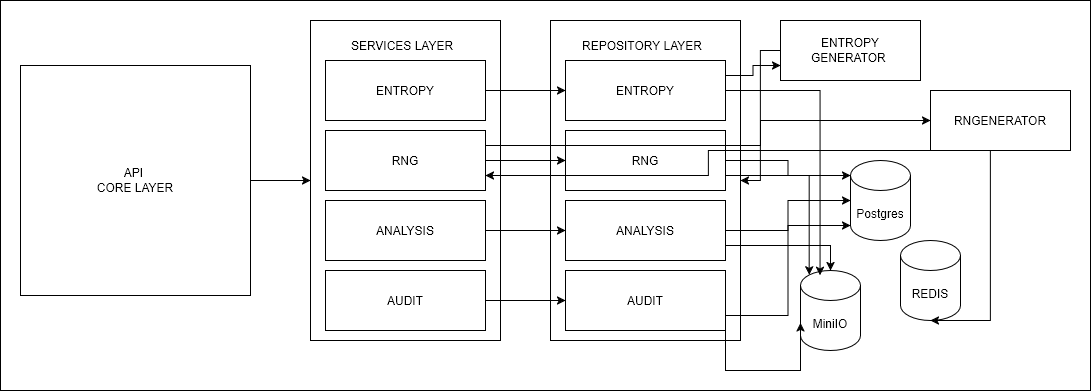 API
CORE LAYER
SERVICES LAYER
ENTROPY
RNG
ANALYSIS
AUDIT
REPOSITORY LAYER
ENTROPY
RNG
ANALYSIS
AUDIT
ENTROPY
GENERATOR
RNGENERATOR
Postgres
REDIS
MiniIO